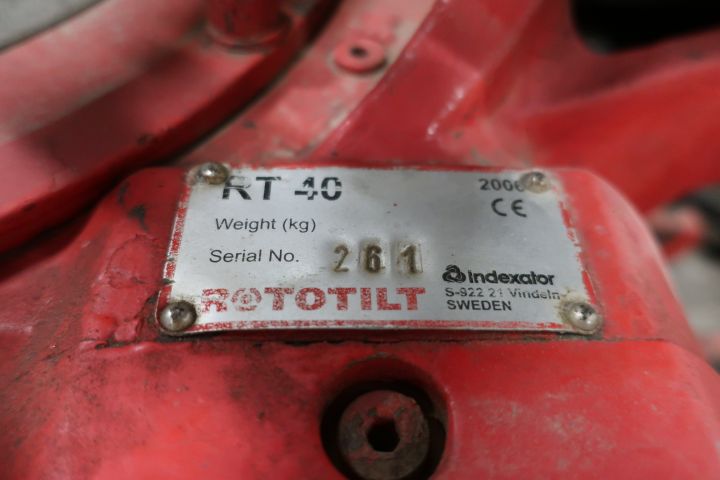 RT 40
2006
CE
Weight (kg)
Serial No. 261
indexator
ROTOTILT
S-922 21 Vindeln
SWEDEN